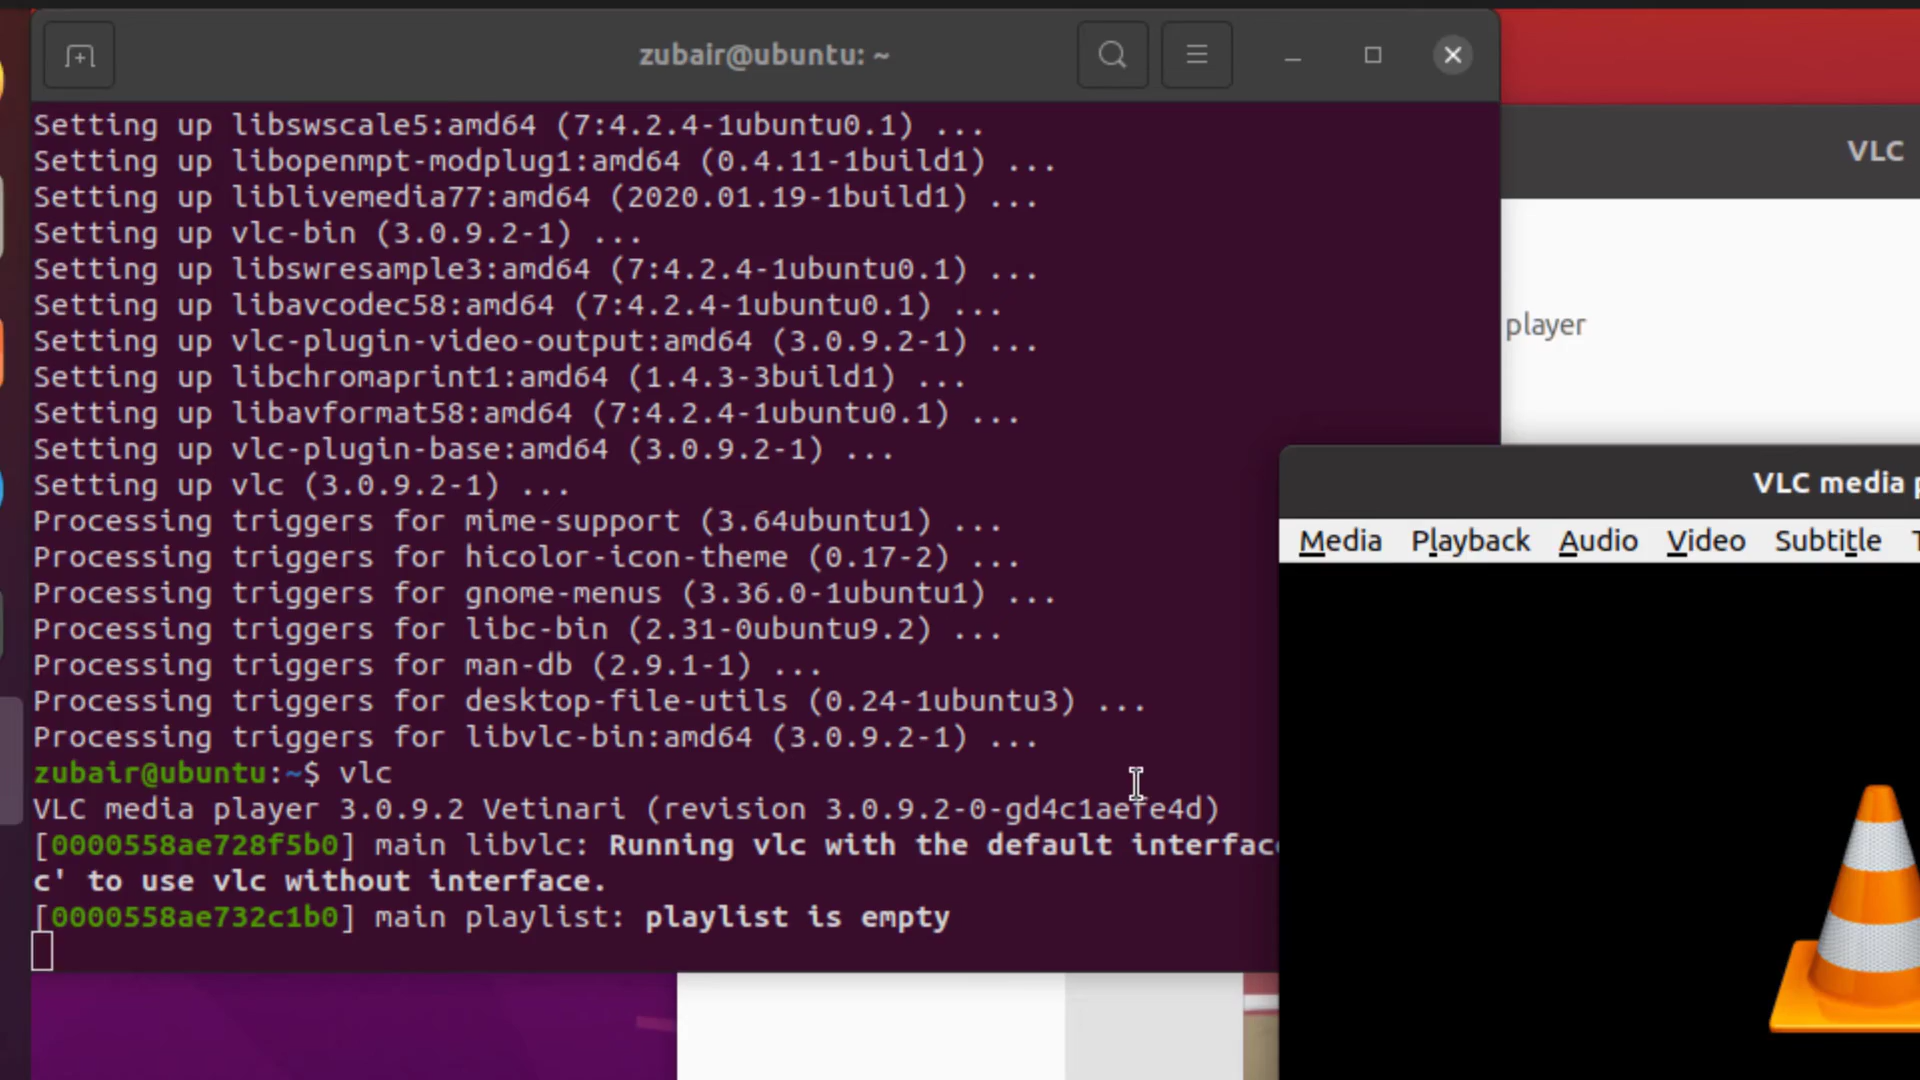 zubair@ubuntu: ~
Setting up libswscale5:amd64 (7:4.2.4-1ubuntu0.1) ...
Setting up libopenmpt-modplug1:amd64 (0.4.11-1build1) ...
Setting up liblivemedia77:amd64 (2020.01.19-1build1) ...
Setting up vlc-bin (3.0.9.2-1) ...
Setting up libswresample3:amd64 (7:4.2.4-1ubuntu0.1) ...
Setting up libavcodec58:amd64 (7:4.2.4-1ubuntu0.1) ...
Setting up vlc-plugin-video-output:amd64 (3.0.9.2-1) ...
Setting up libchromaprint1:amd64 (1.4.3-3build1) ...
Setting up libavformat58:amd64 (7:4.2.4-1ubuntu0.1) ...
Setting up vlc-plugin-base:amd64 (3.0.9.2-1) ...
Setting up vlc (3.0.9.2-1) ...
Processing triggers for mime-support (3.64ubuntu1) ...
Processing triggers for hicolor-icon-theme (0.17-2) ...
Processing triggers for gnome-menus (3.36.0-1ubuntu1) ...
Processing triggers for libc-bin (2.31-0ubuntu9.2) ...
Processing triggers for man-db (2.9.1-1) ...
Processing triggers for desktop-file-utils (0.24-1ubuntu3) ...
Processing triggers for libvlc-bin:amd64 (3.0.9.2-1) ...
zubair@ubuntu:~$ vlc
VLC media player 3.0.9.2 Vetinari (revision 3.0.9.2-0-gd4c1aefe4d)
[0000558ae728f5b0] main libvlc: Running vlc with the default interfac
c' to use vlc without interface.
[0000558ae732c1b0] main playlist: playlist is empty
VLC
player
VLC media
Media Playback Audio Video Subtitle